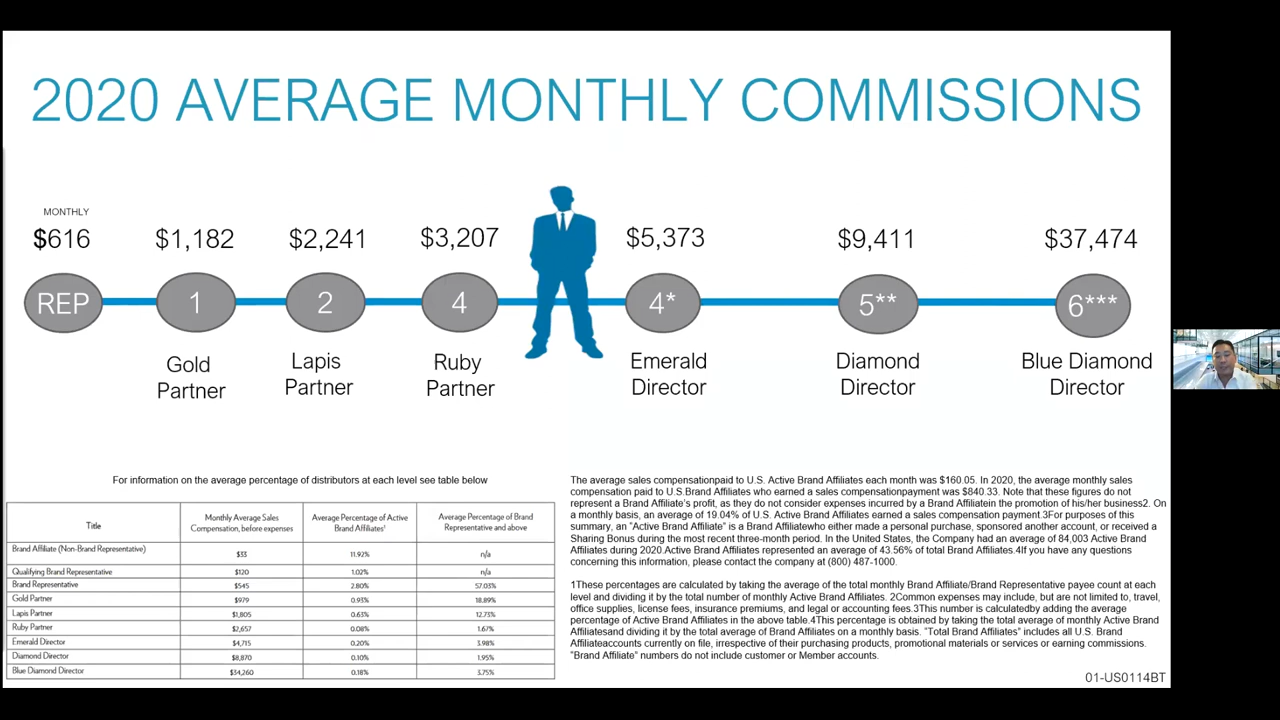 2020 AVERAGE MONTHLY COMMISSIONS
MONTHLY
$616
$1,182
$2,241
$3,207
$5,373
$9,411
$37,474
REP
1
2
4
4*
5**
6***
Gold
Partner
Lapis
Partner
Ruby
Partner
Emerald
Director
Diamond
Director
Blue Diamond
Director
For information on the average percentage of distributors at each level see table below
Title
Monthly Average Sales
Compensation, before expenses
Average Percentage of Active
Brand Affiliates¹
Average Percentage of Brand
Representative and above
Brand Affiliate (Non-Brand Representative) $33 11.92% n/a
Qualifying Brand Representative $120 1.02% n/a
Brand Representative $545 2.80% 57.03%
Gold Partner $979 0.93% 18.89%
Lapis Partner $1,805 0.63% 12.73%
Ruby Partner $2,657 0.08% 1.67%
Emerald Director $4,715 0.20% 3.98%
Diamond Director $8,870 0.10% 1.95%
Blue Diamond Director $34,260 0.18% 3.75%
The average sales compensationpaid to U.S. Active Brand Affiliates each month was $160.05. In 2020, the average monthly sales
compensation paid to U.S.Brand Affiliates who earned a sales compensationpayment was $840.33. Note that these figures do not
represent a Brand Affiliate's profit, as they do not consider expenses incurred by a Brand Affiliatein the promotion of his/her business2. On
a monthly basis, an average of 19.04% of U.S. Active Brand Affiliates earned a sales compensation payment.3For purposes of this
summary, an "Active Brand Affiliate" is a Brand Affiliatewho either made a personal purchase, sponsored another account, or received a
Sharing Bonus during the most recent three-month period. In the United States, the Company had an average of 84,003 Active Brand
Affiliates during 2020.Active Brand Affiliates represented an average of 43.56% of total Brand Affiliates.4If you have any questions
concerning this information, please contact the company at (800) 487-1000.
1These percentages are calculated by taking the average of the total monthly Brand Affiliate/Brand Representative payee count at each
level and dividing it by the total number of monthly Active Brand Affiliates. 2Common expenses may include, but are not limited to, travel,
office supplies, license fees, insurance premiums, and legal or accounting fees.3This number is calculatedby adding the average
percentage of Active Brand Affiliates in the above table.4This percentage is obtained by taking the total average of monthly Active Brand
Affiliatesand dividing it by the total average of Brand Affiliates on a monthly basis. "Total Brand Affiliates" includes all U.S. Brand
Affiliateaccounts currently on file, irrespective of their purchasing products, promotional materials or services or earning commissions.
"Brand Affiliate" numbers do not include customer or Member accounts.
01-US0114BT